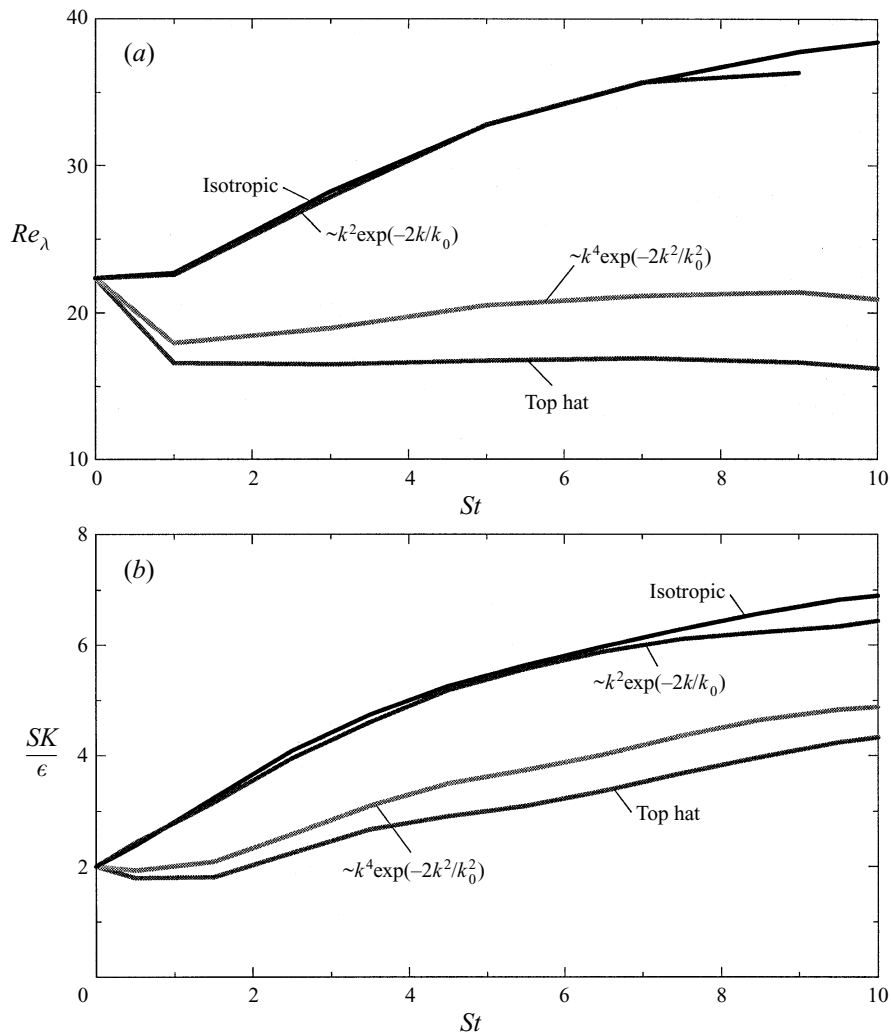 40
(a)
30
Isotropic
~k²exp(–2k/k₀)
Re_λ
~k⁴exp(–2k²/k₀²)
20
Top hat
10
0 2 4 6 8 10
St
8
(b)
Isotropic
6
~k²exp(–2k/k₀)
SK
4
ϵ
Top hat
2
~k⁴exp(–2k²/k₀²)
0 2 4 6 8 10
St